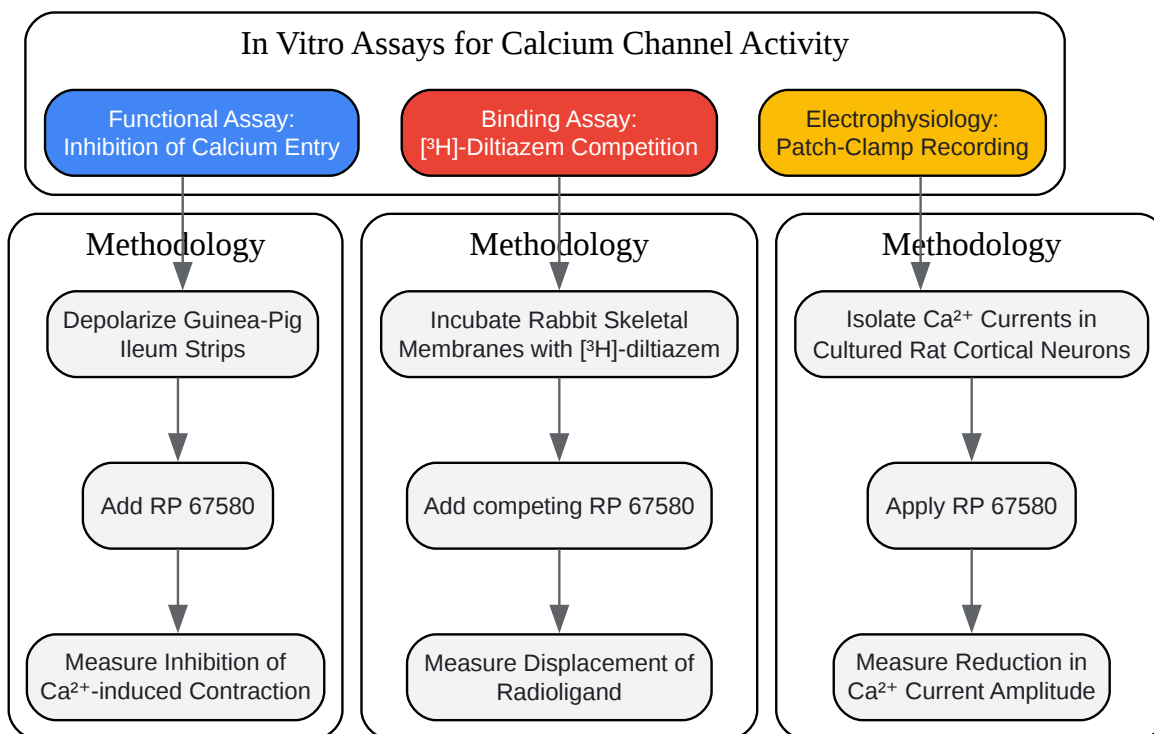 In Vitro Assays for Calcium Channel Activity
Functional Assay:
Inhibition of Calcium Entry
Binding Assay:
[³H]-Diltiazem Competition
Electrophysiology:
Patch-Clamp Recording
Methodology
Depolarize Guinea-Pig
Ileum Strips
Add RP 67580
Measure Inhibition of
Ca²⁺-induced Contraction
Methodology
Incubate Rabbit Skeletal
Membranes with [³H]-diltiazem
Add competing RP 67580
Measure Displacement of
Radioligand
Methodology
Isolate Ca²⁺ Currents in
Cultured Rat Cortical Neurons
Apply RP 67580
Measure Reduction in
Ca²⁺ Current Amplitude